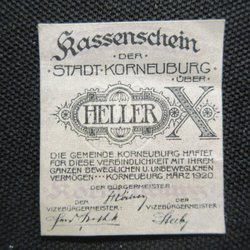 Kassenschein
DER
STADT·KORNEUBURG
ÜBER
HELLER X
DIE GEMEINDE KORNEUBURG HAFTET
FÜR DIESE VERBINDLICHKEIT MIT IHREM
GANZEN BEWEGLICHEN U. UNBEWEGLICHEN
VERMÖGEN··· KORNEUBURG, MÄRZ 1920
DER BÜRGERMEISTER
DER
VIZEBÜRGERMEISTER:
DER
VIZEBÜRGERMEISTER: